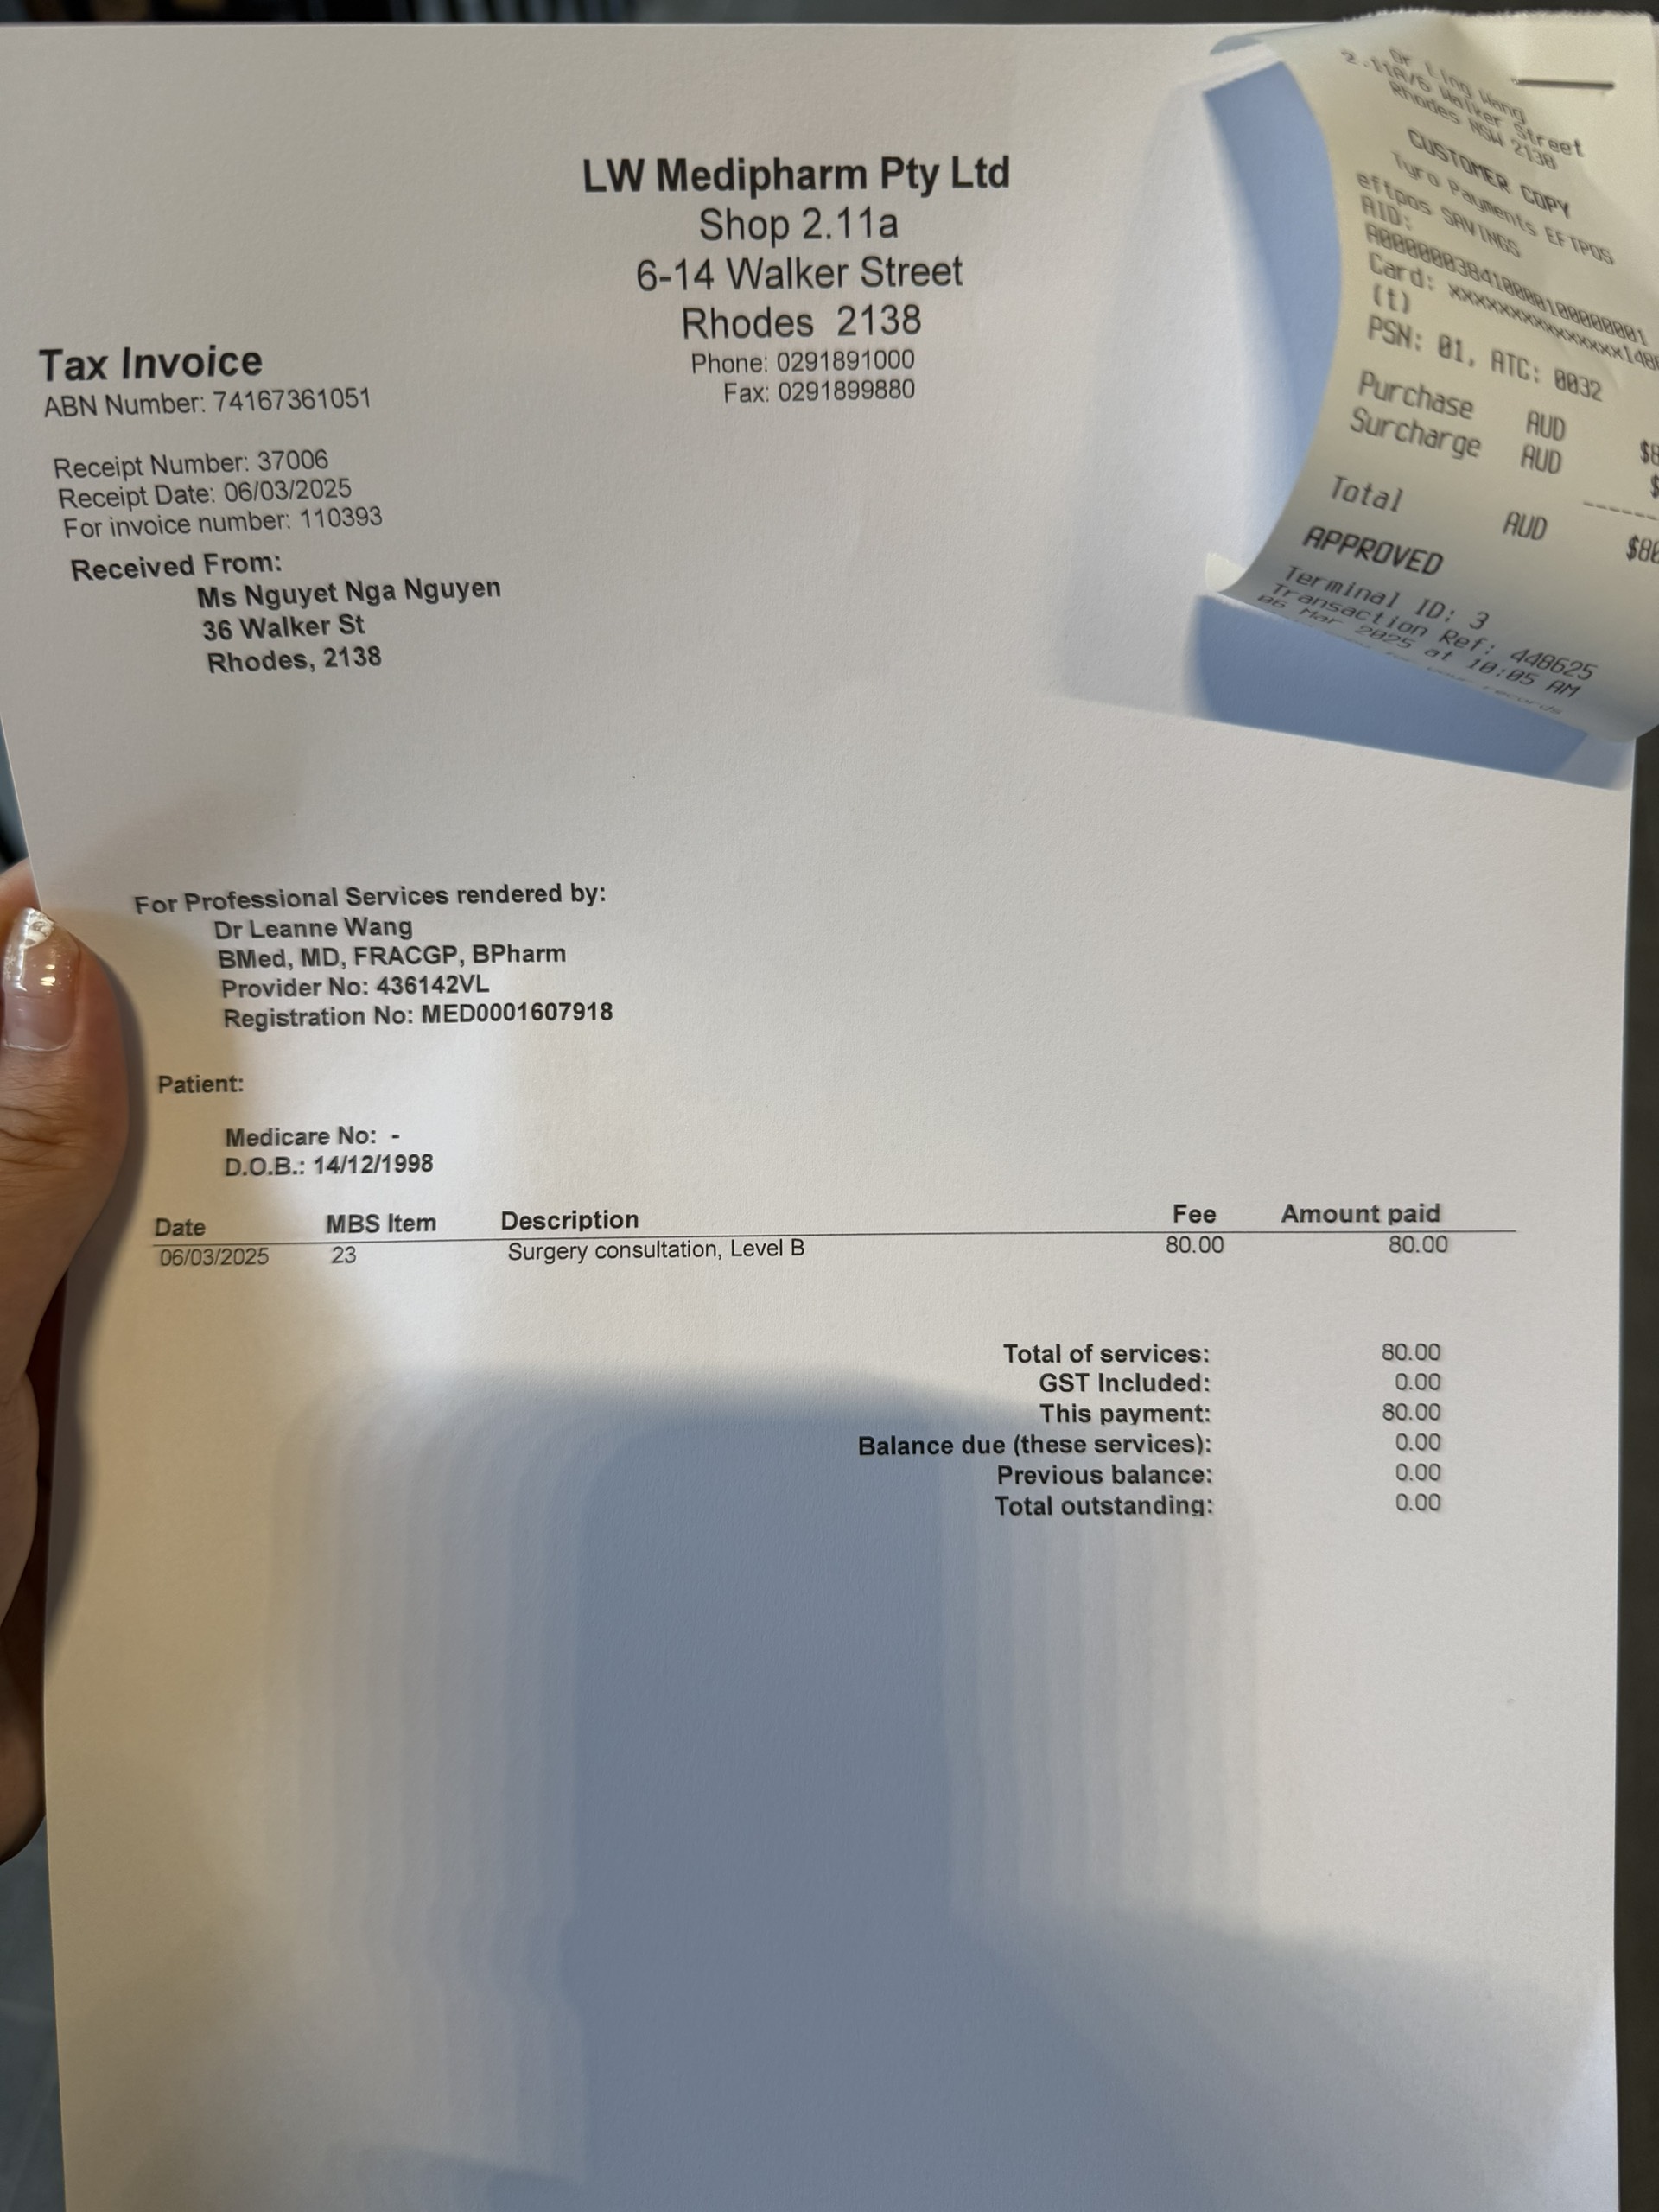 LW Medipharm Pty Ltd
Shop 2.11a
6-14 Walker Street
Rhodes 2138
Phone: 0291891000
Fax: 0291899880
Tax Invoice
ABN Number: 74167361051
Receipt Number: 37006
Receipt Date: 06/03/2025
For invoice number: 110393
Received From:
Ms Nguyet Nga Nguyen
36 Walker St
Rhodes, 2138
Dr Ling Wang
2.11A/6 Walker Street
Rhodes NSW 2138
CUSTOMER COPY
Tyro Payments EFTPOS
eftpos SAVINGS
AID:
A00000038410000100000001
Card:
(t)
PSN: 01, ATC: 0032
Purchase AUD $8
Surcharge AUD $
Total AUD $80
APPROVED
Terminal ID: 3
Transaction Ref: 448625
06 Mar 2025 at 10:05 AM
records
For Professional Services rendered by:
Dr Leanne Wang
BMed, MD, FRACGP, BPharm
Provider No: 436142VL
Registration No: MED0001607918
Patient:
Medicare No: -
D.O.B.: 14/12/1998
Date MBS Item Description Fee Amount paid
06/03/2025 23 Surgery consultation, Level B 80.00 80.00
Total of services: 80.00
GST Included: 0.00
This payment: 80.00
Balance due (these services): 0.00
Previous balance: 0.00
Total outstanding: 0.00